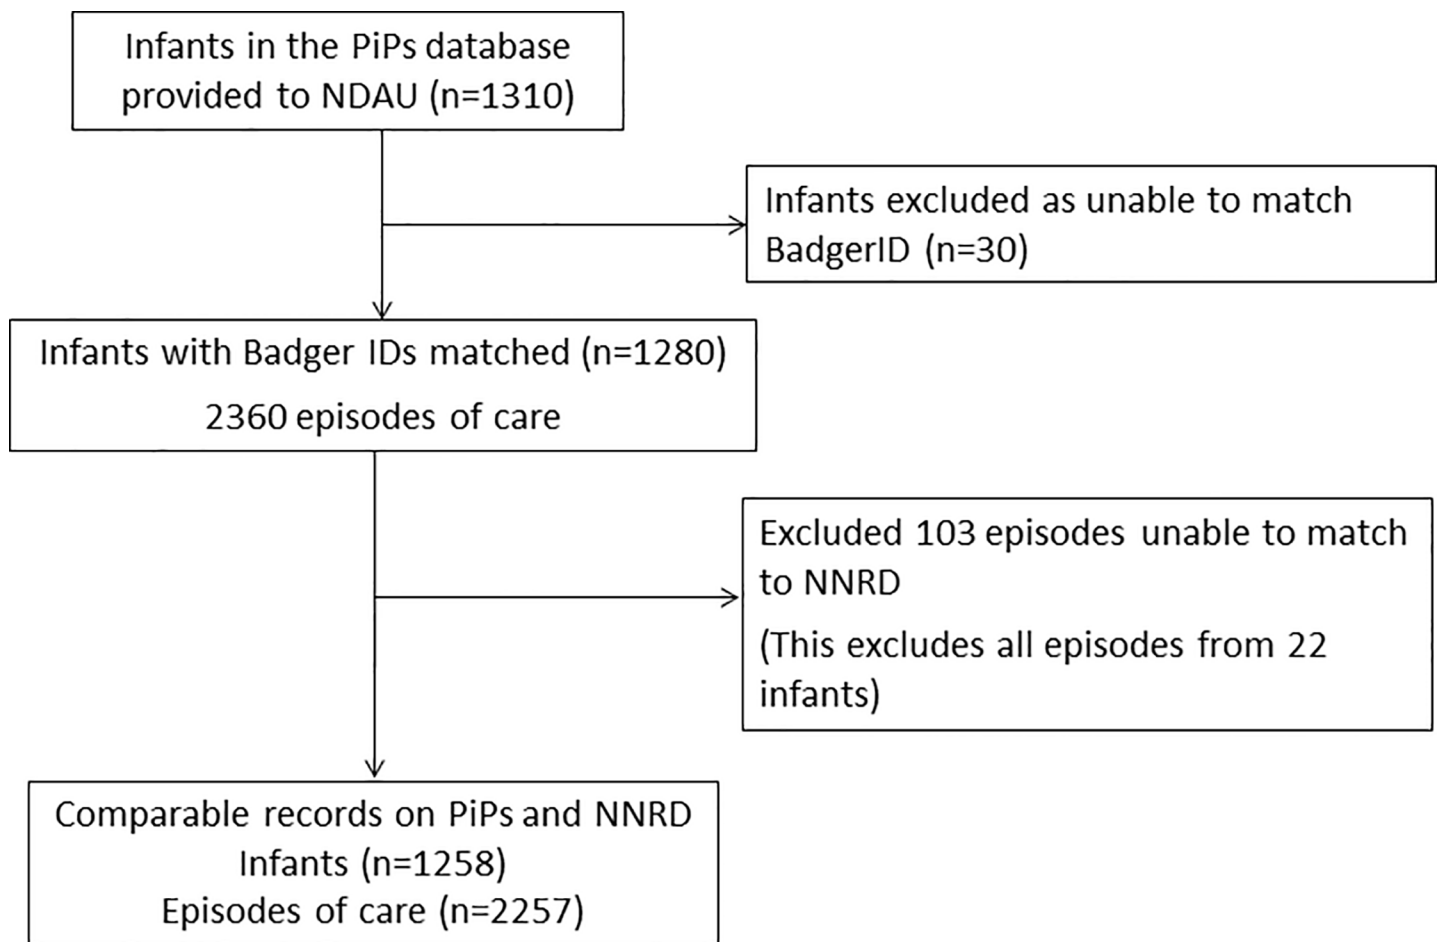 Infants in the PiPs database
provided to NDAU (n=1310)
Infants excluded as unable to match
BadgerID (n=30)
Infants with Badger IDs matched (n=1280)
2360 episodes of care
Excluded 103 episodes unable to match
to NNRD
(This excludes all episodes from 22
infants)
Comparable records on PiPs and NNRD
Infants (n=1258)
Episodes of care (n=2257)